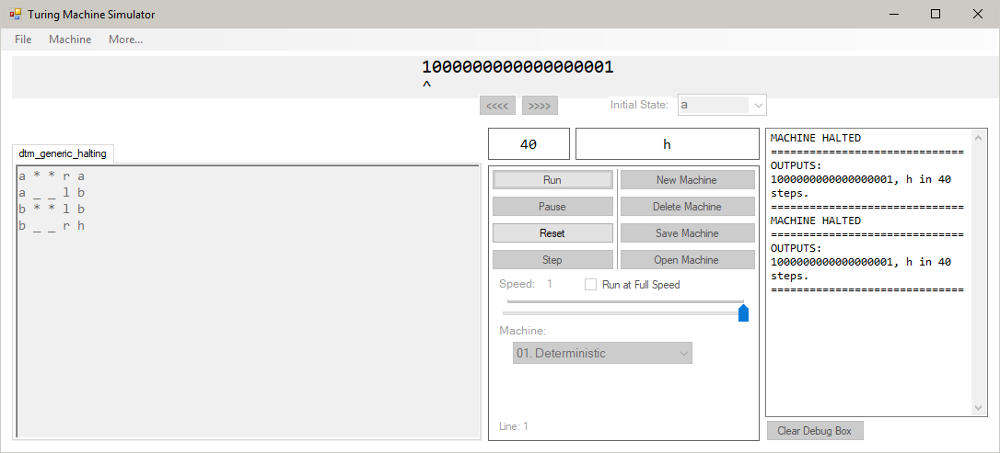 Turing Machine Simulator
File Machine More...
1000000000000000001
^
<<<< >>>> Initial State: a
dtm_generic_halting
a * * r a
a _ _ l b
b * * l b
b _ _ r h
40 h
Run New Machine
Pause Delete Machine
Reset Save Machine
Step Open Machine
Speed: 1 Run at Full Speed
Machine:
01. Deterministic
Line: 1
MACHINE HALTED
==============================
OUTPUTS:
1000000000000000001, h in 40
steps.
==============================
MACHINE HALTED
==============================
OUTPUTS:
1000000000000000001, h in 40
steps.
==============================
Clear Debug Box